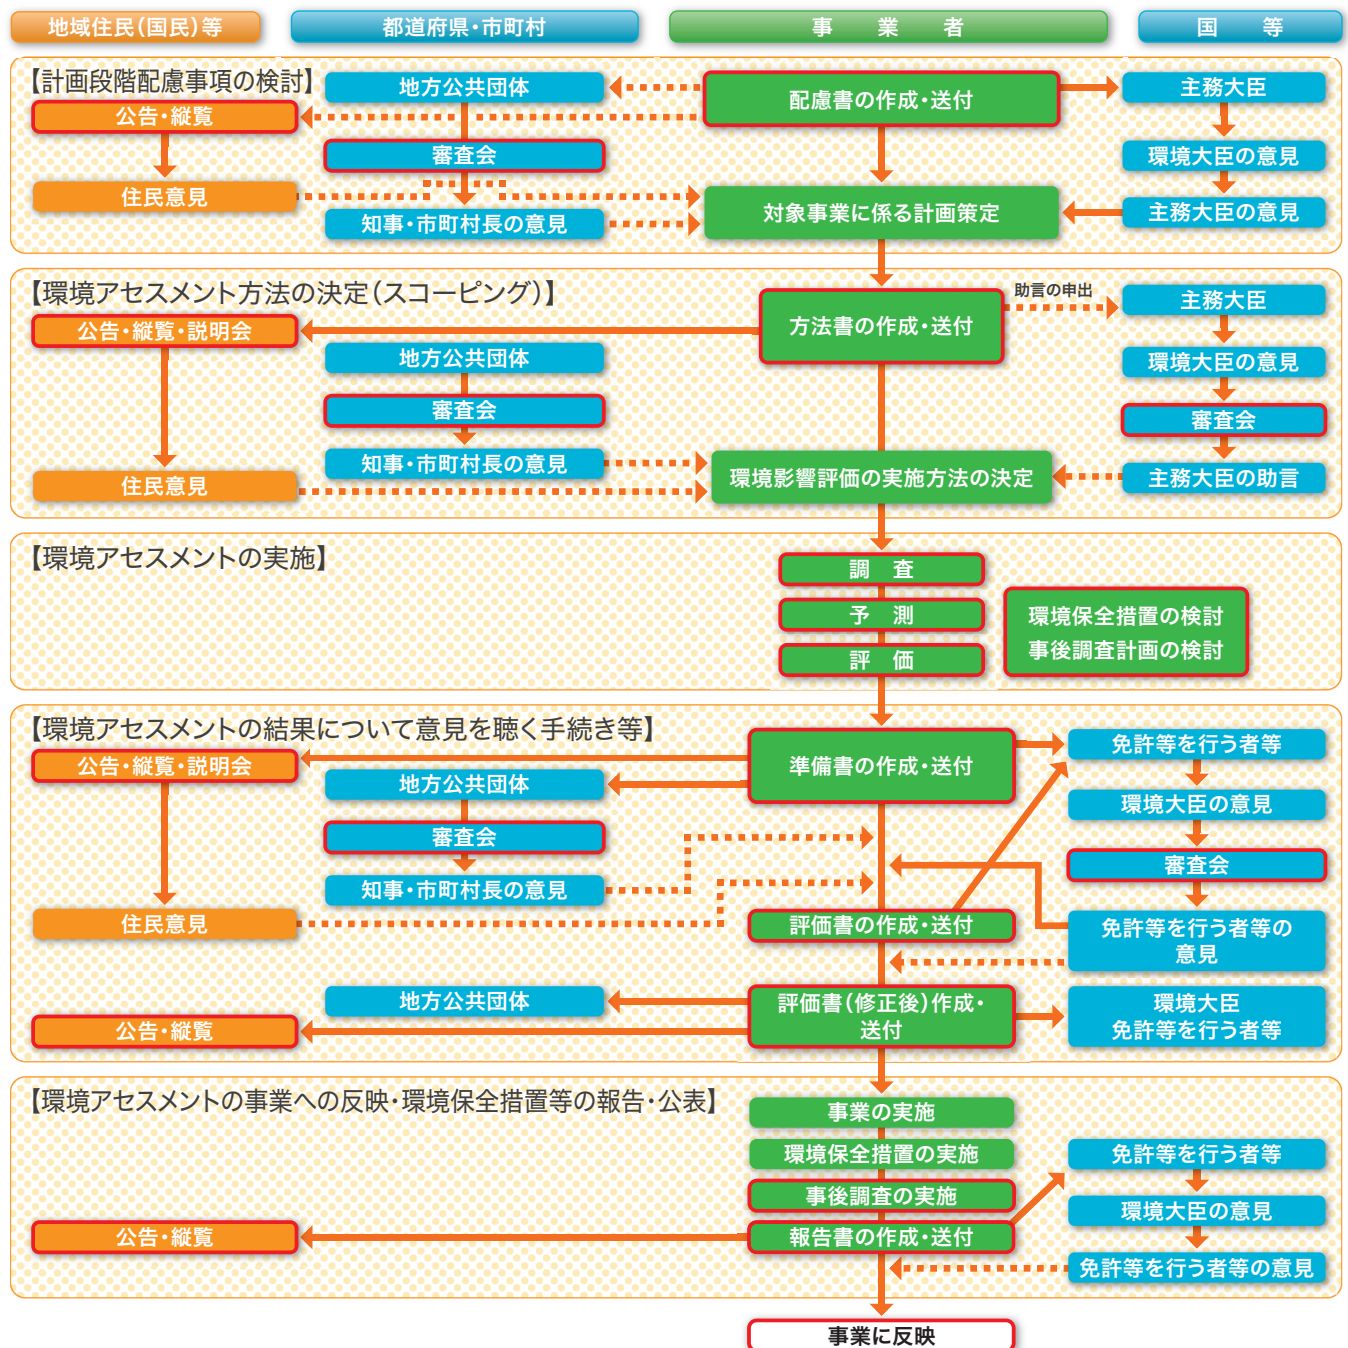 地域住民(国民)等
都道府県・市町村
事 業 者
国 等
【計画段階配慮事項の検討】
地方公共団体
配慮書の作成・送付
主務大臣
公告・縦覧
審査会
環境大臣の意見
住民意見
知事・市町村長の意見
対象事業に係る計画策定
主務大臣の意見
【環境アセスメント方法の決定(スコーピング)】
助言の申出
公告・縦覧・説明会
方法書の作成・送付
主務大臣
地方公共団体
環境大臣の意見
審査会
審査会
知事・市町村長の意見
住民意見
環境影響評価の実施方法の決定
主務大臣の助言
【環境アセスメントの実施】
調 査
予 測
評 価
環境保全措置の検討
事後調査計画の検討
【環境アセスメントの結果について意見を聴く手続き等】
公告・縦覧・説明会
準備書の作成・送付
免許等を行う者等
地方公共団体
環境大臣の意見
審査会
審査会
知事・市町村長の意見
住民意見
評価書の作成・送付
免許等を行う者等の
意見
地方公共団体
評価書(修正後)作成・
送付
環境大臣
免許等を行う者等
公告・縦覧
【環境アセスメントの事業への反映・環境保全措置等の報告・公表】
事業の実施
環境保全措置の実施
免許等を行う者等
事後調査の実施
環境大臣の意見
公告・縦覧
報告書の作成・送付
免許等を行う者等の意見
事業に反映